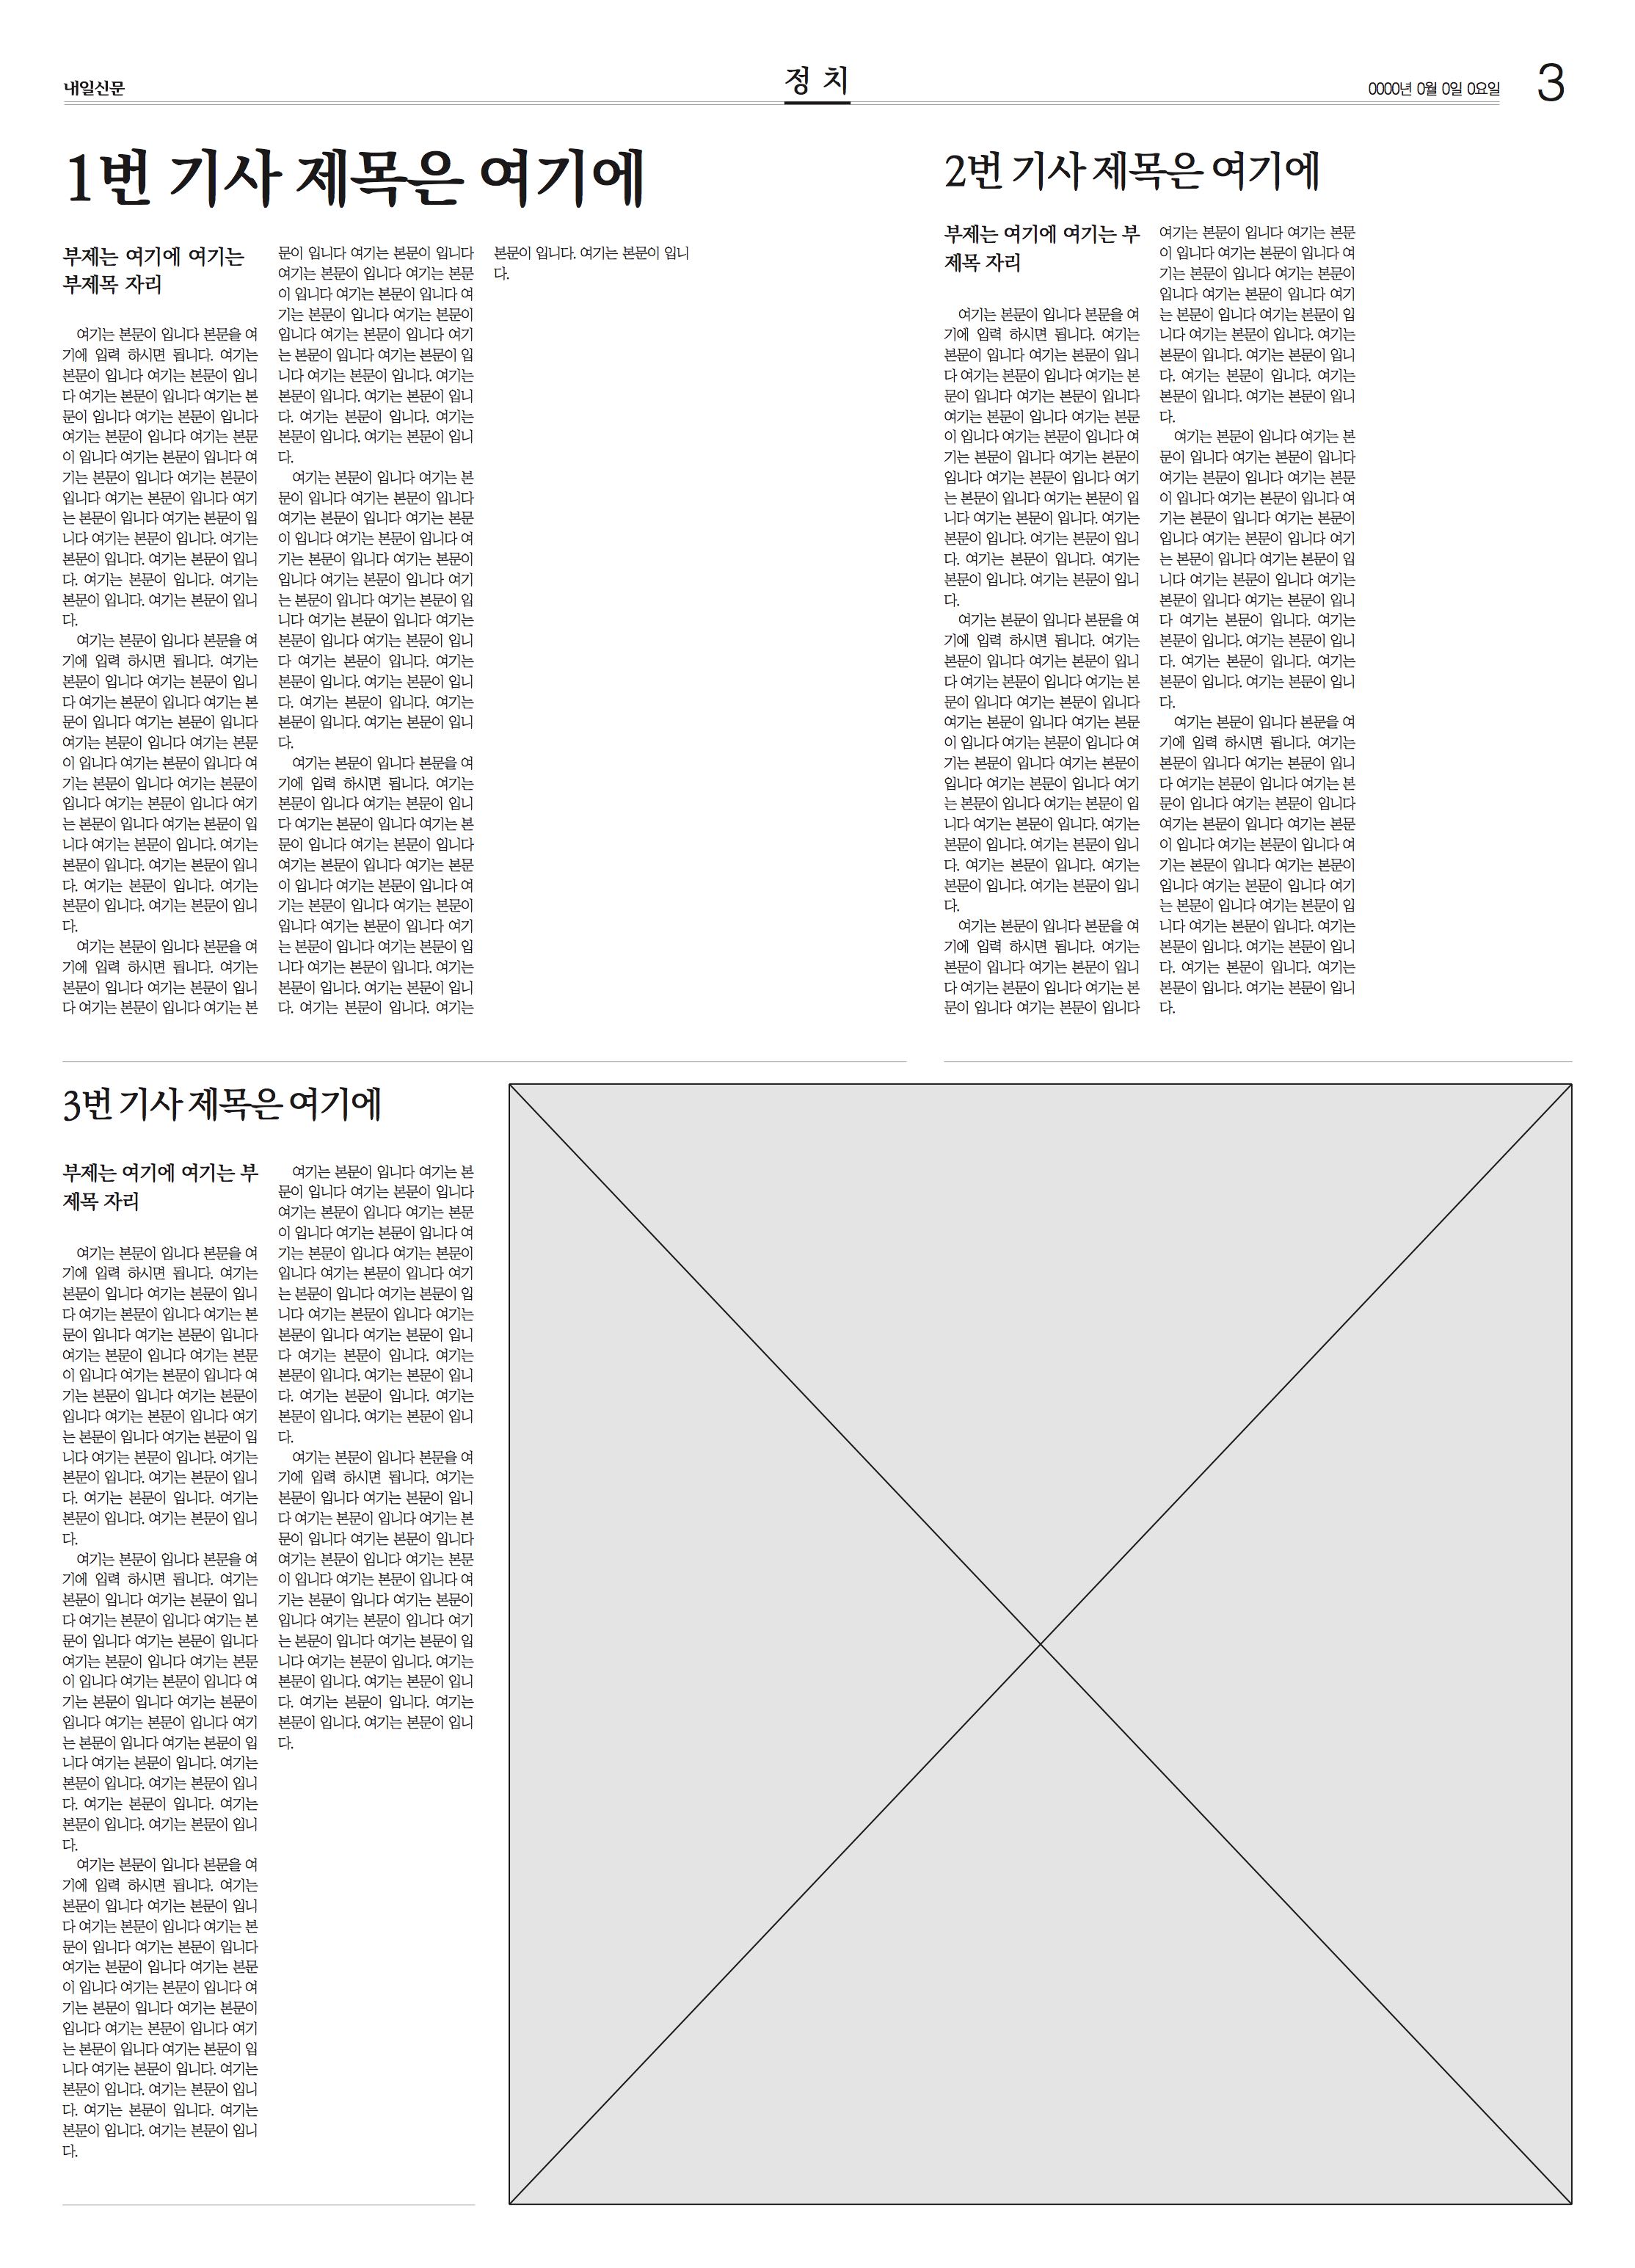 내일신문
정 치
0000년 0월 0일 0요일
3
1번 기사 제목은 여기에
부제는 여기에 여기는
부제목 자리
여기는 본문이 입니다 본문을 여
기에 입력 하시면 됩니다. 여기는
본문이 입니다 여기는 본문이 입니
다 여기는 본문이 입니다 여기는 본
문이 입니다 여기는 본문이 입니다
여기는 본문이 입니다 여기는 본문
이 입니다 여기는 본문이 입니다 여
기는 본문이 입니다 여기는 본문이
입니다 여기는 본문이 입니다 여기
는 본문이 입니다 여기는 본문이 입
니다 여기는 본문이 입니다. 여기는
본문이 입니다. 여기는 본문이 입니
다. 여기는 본문이 입니다. 여기는
본문이 입니다. 여기는 본문이 입니
다.
여기는 본문이 입니다 본문을 여
기에 입력 하시면 됩니다. 여기는
본문이 입니다 여기는 본문이 입니
다 여기는 본문이 입니다 여기는 본
문이 입니다 여기는 본문이 입니다
여기는 본문이 입니다 여기는 본문
이 입니다 여기는 본문이 입니다 여
기는 본문이 입니다 여기는 본문이
입니다 여기는 본문이 입니다 여기
는 본문이 입니다 여기는 본문이 입
니다 여기는 본문이 입니다. 여기는
본문이 입니다. 여기는 본문이 입니
다. 여기는 본문이 입니다. 여기는
본문이 입니다. 여기는 본문이 입니
다.
여기는 본문이 입니다 본문을 여
기에 입력 하시면 됩니다. 여기는
본문이 입니다 여기는 본문이 입니
다 여기는 본문이 입니다 여기는 본
문이 입니다 여기는 본문이 입니다
여기는 본문이 입니다 여기는 본문
이 입니다 여기는 본문이 입니다 여
기는 본문이 입니다 여기는 본문이
입니다 여기는 본문이 입니다 여기
는 본문이 입니다 여기는 본문이 입
니다 여기는 본문이 입니다. 여기는
본문이 입니다. 여기는 본문이 입니
다. 여기는 본문이 입니다. 여기는
본문이 입니다. 여기는 본문이 입니
다.
여기는 본문이 입니다 여기는 본
문이 입니다 여기는 본문이 입니다
여기는 본문이 입니다 여기는 본문
이 입니다 여기는 본문이 입니다 여
기는 본문이 입니다 여기는 본문이
입니다 여기는 본문이 입니다 여기
는 본문이 입니다 여기는 본문이 입
니다 여기는 본문이 입니다 여기는
본문이 입니다 여기는 본문이 입니
다 여기는 본문이 입니다. 여기는
본문이 입니다. 여기는 본문이 입니
다. 여기는 본문이 입니다. 여기는
본문이 입니다. 여기는 본문이 입니
다.
여기는 본문이 입니다 본문을 여
기에 입력 하시면 됩니다. 여기는
본문이 입니다 여기는 본문이 입니
다 여기는 본문이 입니다 여기는 본
문이 입니다 여기는 본문이 입니다
여기는 본문이 입니다 여기는 본문
이 입니다 여기는 본문이 입니다 여
기는 본문이 입니다 여기는 본문이
입니다 여기는 본문이 입니다 여기
는 본문이 입니다 여기는 본문이 입
니다 여기는 본문이 입니다. 여기는
본문이 입니다. 여기는 본문이 입니
다. 여기는 본문이 입니다. 여기는
본문이 입니다. 여기는 본문이 입니
다.
2번 기사 제목은 여기에
부제는 여기에 여기는 부
제목 자리
여기는 본문이 입니다 본문을 여
기에 입력 하시면 됩니다. 여기는
본문이 입니다 여기는 본문이 입니
다 여기는 본문이 입니다 여기는 본
문이 입니다 여기는 본문이 입니다
여기는 본문이 입니다 여기는 본문
이 입니다 여기는 본문이 입니다 여
기는 본문이 입니다 여기는 본문이
입니다 여기는 본문이 입니다 여기
는 본문이 입니다 여기는 본문이 입
니다 여기는 본문이 입니다. 여기는
본문이 입니다. 여기는 본문이 입니
다. 여기는 본문이 입니다. 여기는
본문이 입니다. 여기는 본문이 입니
다.
여기는 본문이 입니다 본문을 여
기에 입력 하시면 됩니다. 여기는
본문이 입니다 여기는 본문이 입니
다 여기는 본문이 입니다 여기는 본
문이 입니다 여기는 본문이 입니다
여기는 본문이 입니다 여기는 본문
이 입니다 여기는 본문이 입니다 여
기는 본문이 입니다 여기는 본문이
입니다 여기는 본문이 입니다 여기
는 본문이 입니다 여기는 본문이 입
니다 여기는 본문이 입니다. 여기는
본문이 입니다. 여기는 본문이 입니
다. 여기는 본문이 입니다. 여기는
본문이 입니다. 여기는 본문이 입니
다.
여기는 본문이 입니다 본문을 여
기에 입력 하시면 됩니다. 여기는
본문이 입니다 여기는 본문이 입니
다 여기는 본문이 입니다 여기는 본
문이 입니다 여기는 본문이 입니다
여기는 본문이 입니다 여기는 본문
이 입니다 여기는 본문이 입니다 여
기는 본문이 입니다 여기는 본문이
입니다 여기는 본문이 입니다 여기
는 본문이 입니다 여기는 본문이 입
니다 여기는 본문이 입니다. 여기는
본문이 입니다. 여기는 본문이 입니
다. 여기는 본문이 입니다. 여기는
본문이 입니다. 여기는 본문이 입니
다.
여기는 본문이 입니다 여기는 본
문이 입니다 여기는 본문이 입니다
여기는 본문이 입니다 여기는 본문
이 입니다 여기는 본문이 입니다 여
기는 본문이 입니다 여기는 본문이
입니다 여기는 본문이 입니다 여기
는 본문이 입니다 여기는 본문이 입
니다 여기는 본문이 입니다 여기는
본문이 입니다 여기는 본문이 입니
다 여기는 본문이 입니다. 여기는
본문이 입니다. 여기는 본문이 입니
다. 여기는 본문이 입니다. 여기는
본문이 입니다. 여기는 본문이 입니
다.
여기는 본문이 입니다 본문을 여
기에 입력 하시면 됩니다. 여기는
본문이 입니다 여기는 본문이 입니
다 여기는 본문이 입니다 여기는 본
문이 입니다 여기는 본문이 입니다
여기는 본문이 입니다 여기는 본문
이 입니다 여기는 본문이 입니다 여
기는 본문이 입니다 여기는 본문이
입니다 여기는 본문이 입니다 여기
는 본문이 입니다 여기는 본문이 입
니다 여기는 본문이 입니다. 여기는
본문이 입니다. 여기는 본문이 입니
다. 여기는 본문이 입니다. 여기는
본문이 입니다. 여기는 본문이 입니
다.
3번 기사 제목은 여기에
부제는 여기에 여기는 부
제목 자리
여기는 본문이 입니다 본문을 여
기에 입력 하시면 됩니다. 여기는
본문이 입니다 여기는 본문이 입니
다 여기는 본문이 입니다 여기는 본
문이 입니다 여기는 본문이 입니다
여기는 본문이 입니다 여기는 본문
이 입니다 여기는 본문이 입니다 여
기는 본문이 입니다 여기는 본문이
입니다 여기는 본문이 입니다 여기
는 본문이 입니다 여기는 본문이 입
니다 여기는 본문이 입니다. 여기는
본문이 입니다. 여기는 본문이 입니
다. 여기는 본문이 입니다. 여기는
본문이 입니다. 여기는 본문이 입니
다.
여기는 본문이 입니다 본문을 여
기에 입력 하시면 됩니다. 여기는
본문이 입니다 여기는 본문이 입니
다 여기는 본문이 입니다 여기는 본
문이 입니다 여기는 본문이 입니다
여기는 본문이 입니다 여기는 본문
이 입니다 여기는 본문이 입니다 여
기는 본문이 입니다 여기는 본문이
입니다 여기는 본문이 입니다 여기
는 본문이 입니다 여기는 본문이 입
니다 여기는 본문이 입니다. 여기는
본문이 입니다. 여기는 본문이 입니
다. 여기는 본문이 입니다. 여기는
본문이 입니다. 여기는 본문이 입니
다.
여기는 본문이 입니다 본문을 여
기에 입력 하시면 됩니다. 여기는
본문이 입니다 여기는 본문이 입니
다 여기는 본문이 입니다 여기는 본
문이 입니다 여기는 본문이 입니다
여기는 본문이 입니다 여기는 본문
이 입니다 여기는 본문이 입니다 여
기는 본문이 입니다 여기는 본문이
입니다 여기는 본문이 입니다 여기
는 본문이 입니다 여기는 본문이 입
니다 여기는 본문이 입니다. 여기는
본문이 입니다. 여기는 본문이 입니
다. 여기는 본문이 입니다. 여기는
본문이 입니다. 여기는 본문이 입니
다.
여기는 본문이 입니다 여기는 본
문이 입니다 여기는 본문이 입니다
여기는 본문이 입니다 여기는 본문
이 입니다 여기는 본문이 입니다 여
기는 본문이 입니다 여기는 본문이
입니다 여기는 본문이 입니다 여기
는 본문이 입니다 여기는 본문이 입
니다 여기는 본문이 입니다 여기는
본문이 입니다 여기는 본문이 입니
다 여기는 본문이 입니다. 여기는
본문이 입니다. 여기는 본문이 입니
다. 여기는 본문이 입니다. 여기는
본문이 입니다. 여기는 본문이 입니
다.
여기는 본문이 입니다 본문을 여
기에 입력 하시면 됩니다. 여기는
본문이 입니다 여기는 본문이 입니
다 여기는 본문이 입니다 여기는 본
문이 입니다 여기는 본문이 입니다
여기는 본문이 입니다 여기는 본문
이 입니다 여기는 본문이 입니다 여
기는 본문이 입니다 여기는 본문이
입니다 여기는 본문이 입니다 여기
는 본문이 입니다 여기는 본문이 입
니다 여기는 본문이 입니다. 여기는
본문이 입니다. 여기는 본문이 입니
다. 여기는 본문이 입니다. 여기는
본문이 입니다. 여기는 본문이 입니
다.